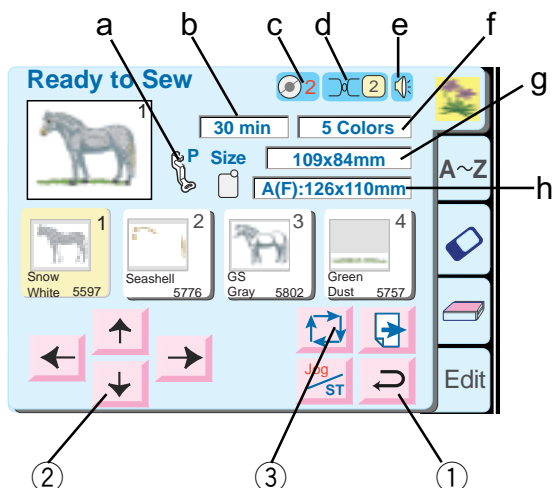 a b c d e f
Ready to Sew
2
2
1
30 min
5 Colors
g
P
Size
109x84mm
A~Z
A(F):126x110mm
h
1
Snow
White 5597
2
Seashell
5776
3
GS
Gray 5802
4
Green
Dust 5757
Jog
ST
Edit
② ③ ①